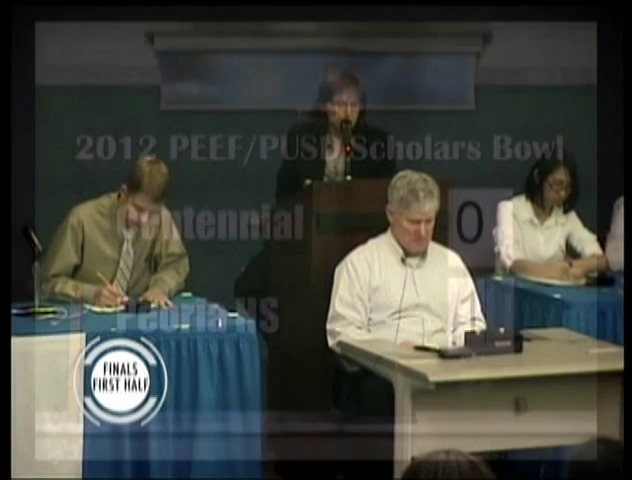 2012 PEEF/PUSD Scholars Bowl
Centennial
0
Peoria HS
FINALS
FIRST HALF